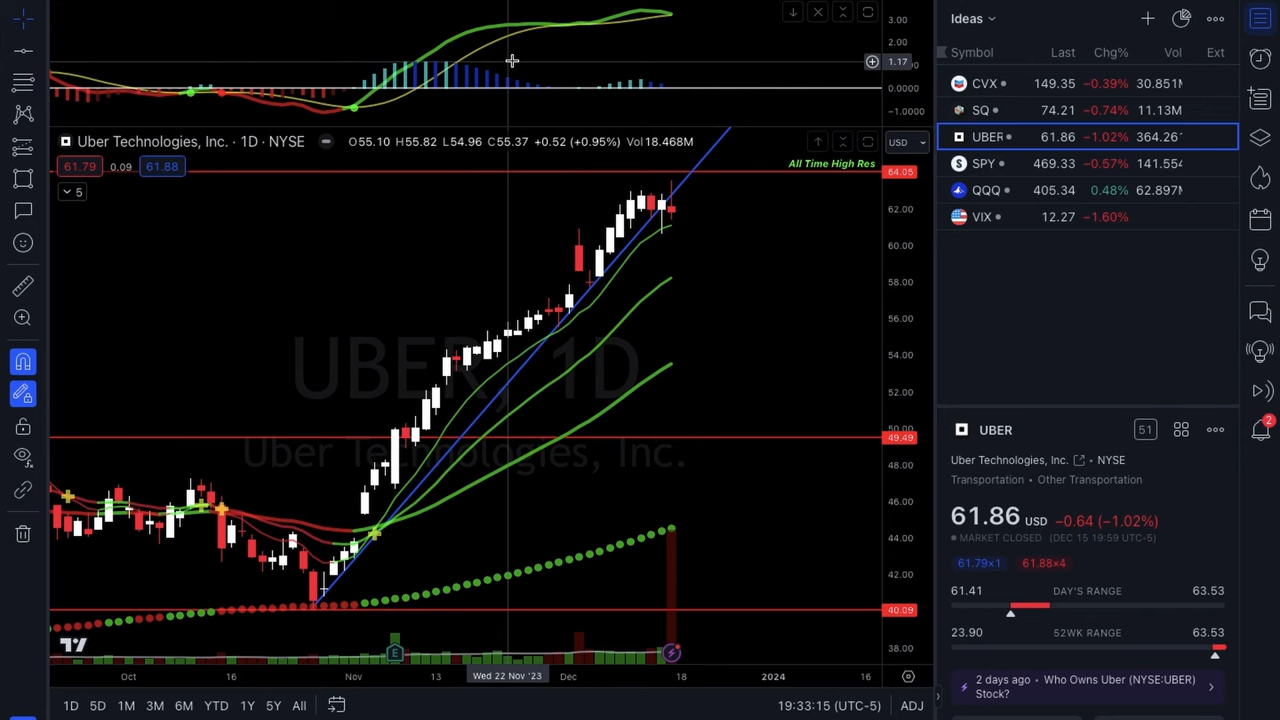 3.00
2.00
1.17
0.0000
−1.0000
Uber Technologies, Inc. · 1D · NYSE
O55.10 H55.82 L54.96 C55.37 +0.52 (+0.95%) Vol18.468M
USD
61.79 0.09 61.88
5
All Time High Res
64.05
62.00
60.00
58.00
56.00
54.00
52.00
50.00
49.49
48.00
46.00
44.00
42.00
40.09
38.00
UBER, 1D
Uber Technologies, Inc.
E
Oct 16 Nov 13 Wed 22 Nov '23 Dec 18 2024 16
1D 5D 1M 3M 6M YTD 1Y 5Y All
19:33:15 (UTC-5) ADJ
Ideas
Symbol Last Chg% Vol Ext
CVX 149.35 −0.39% 30.851M
SQ 74.21 −0.74% 11.13M
UBER 61.86 −1.02% 364.26
SPY 469.33 −0.57% 141.554
QQQ 405.34 0.48% 62.897M
VIX 12.27 −1.60%
UBER
51
Uber Technologies, Inc. • NYSE
Transportation • Other Transportation
61.86 USD −0.64 (−1.02%)
MARKET CLOSED (DEC 15 19:59 UTC-5)
61.79×1 61.88×4
61.41 DAY'S RANGE 63.53
23.90 52WK RANGE 63.53
2 days ago • Who Owns Uber (NYSE:UBER)
Stock?
2